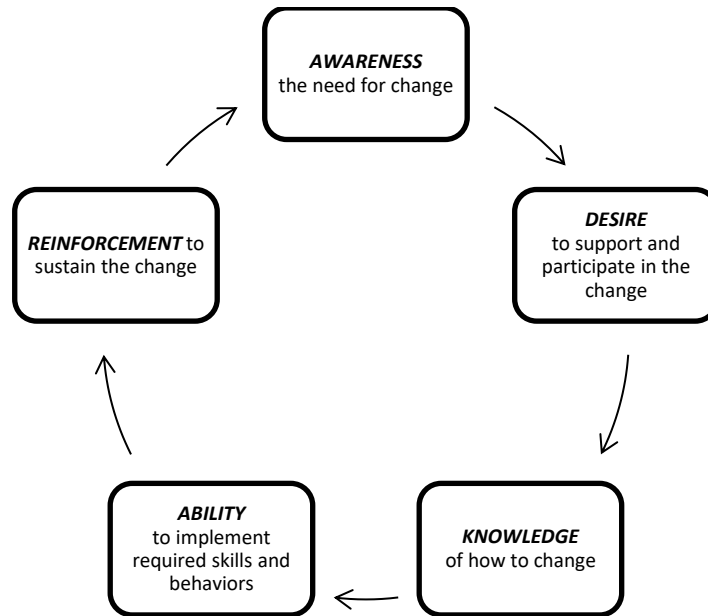 AWARENESS
the need for change
DESIRE
to support and
participate in the
change
KNOWLEDGE
of how to change
ABILITY
to implement
required skills and
behaviors
REINFORCEMENT to
sustain the change